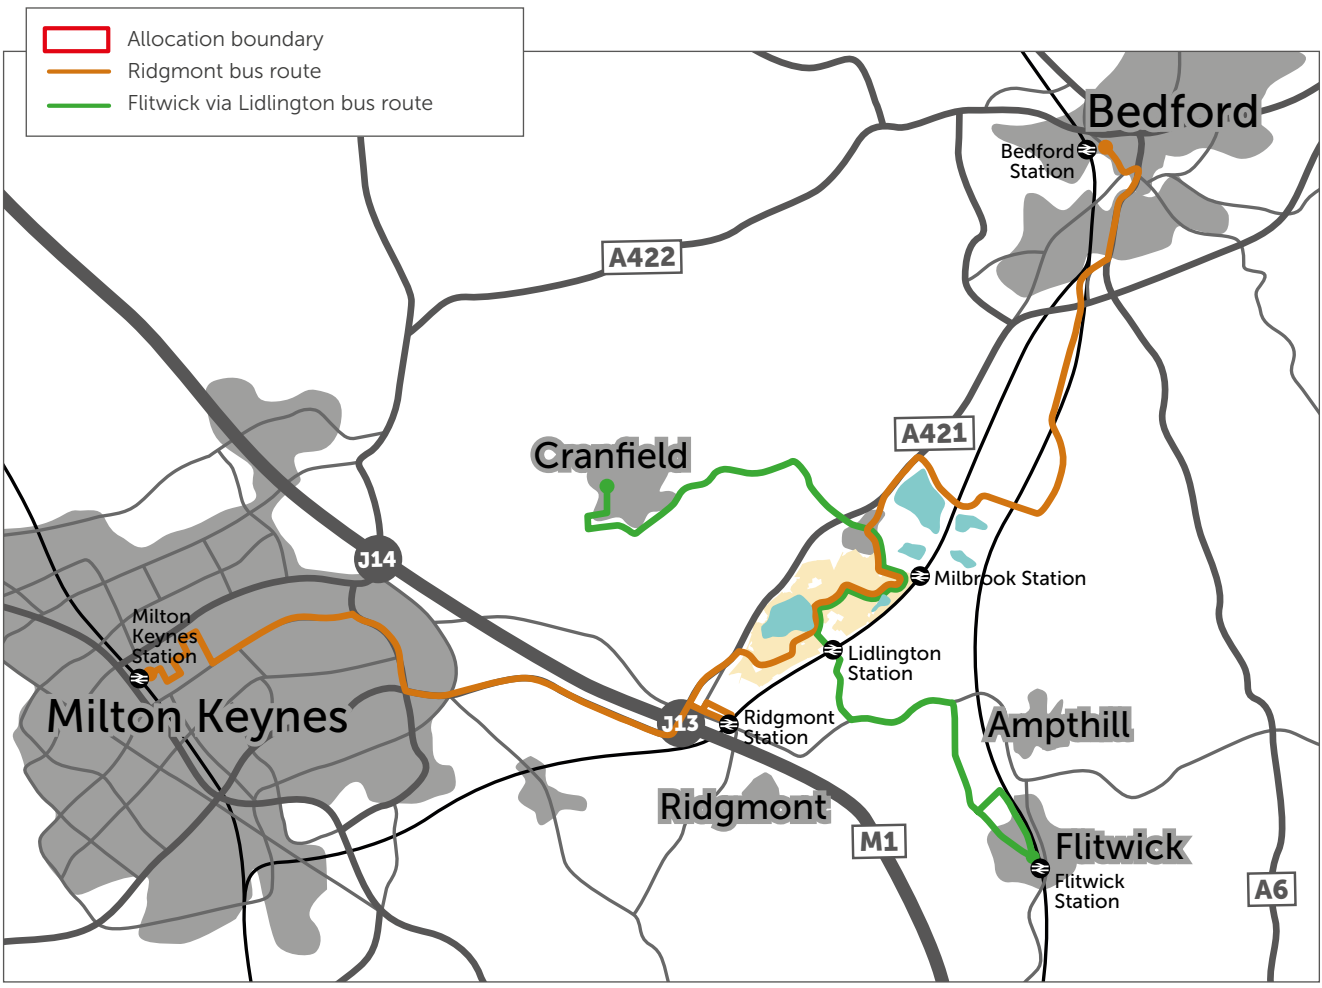 Allocation boundary
Ridgmont bus route
Flitwick via Lidlington bus route
Bedford
Bedford
Station
A422
A421
Cranfield
J14
Milbrook Station
Milton
Keynes
Station
Lidlington
Station
Milton Keynes
J13
Ridgmont
Station
Ampthill
Ridgmont
M1
Flitwick
Flitwick
Station
A6